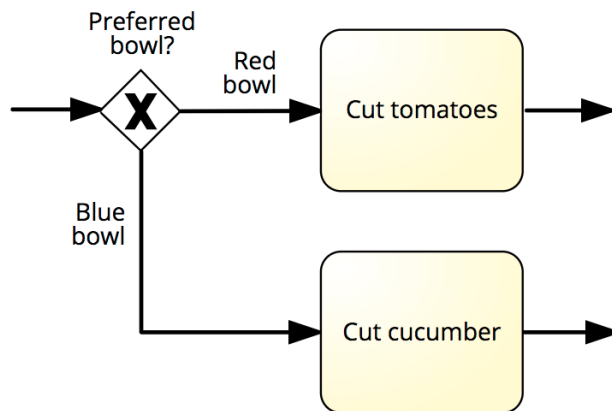 Preferred
bowl?
Red
bowl
X
Cut tomatoes
Blue
bowl
Cut cucumber